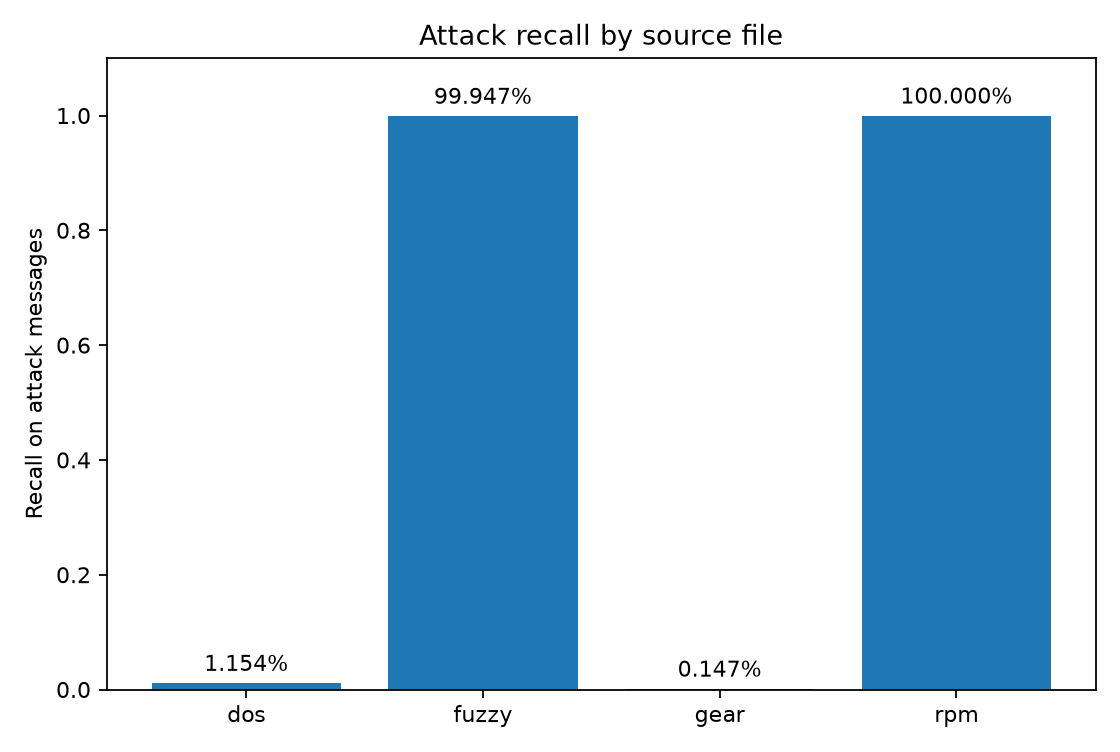 Attack recall by source file
Recall on attack messages
1.0
0.8
0.6
0.4
0.2
0.0
1.154%
99.947%
0.147%
100.000%
dos
fuzzy
gear
rpm